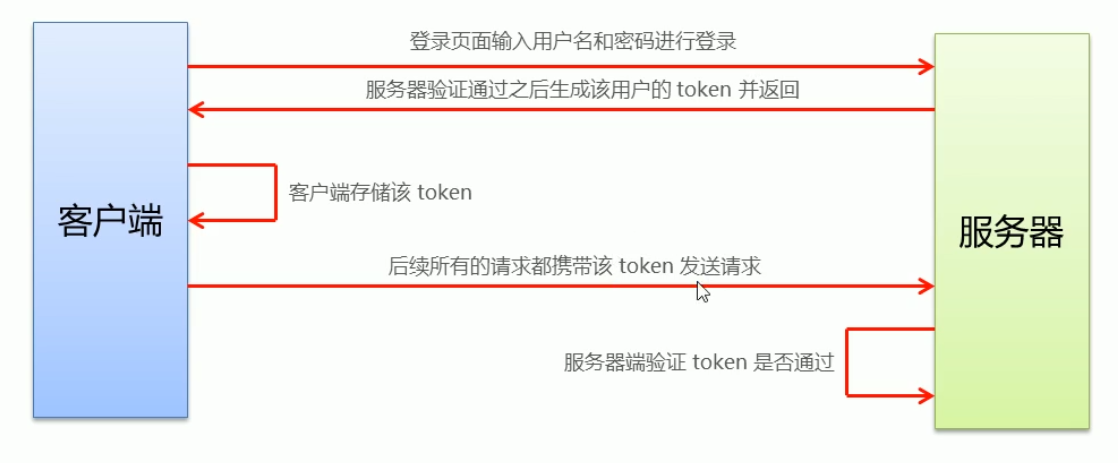 登录页面输入用户名和密码进行登录
服务器验证通过之后生成该用户的 token 并返回
客户端存储该 token
客户端
服务器
后续所有的请求都携带该 token 发送请求
服务器端验证 token 是否通过